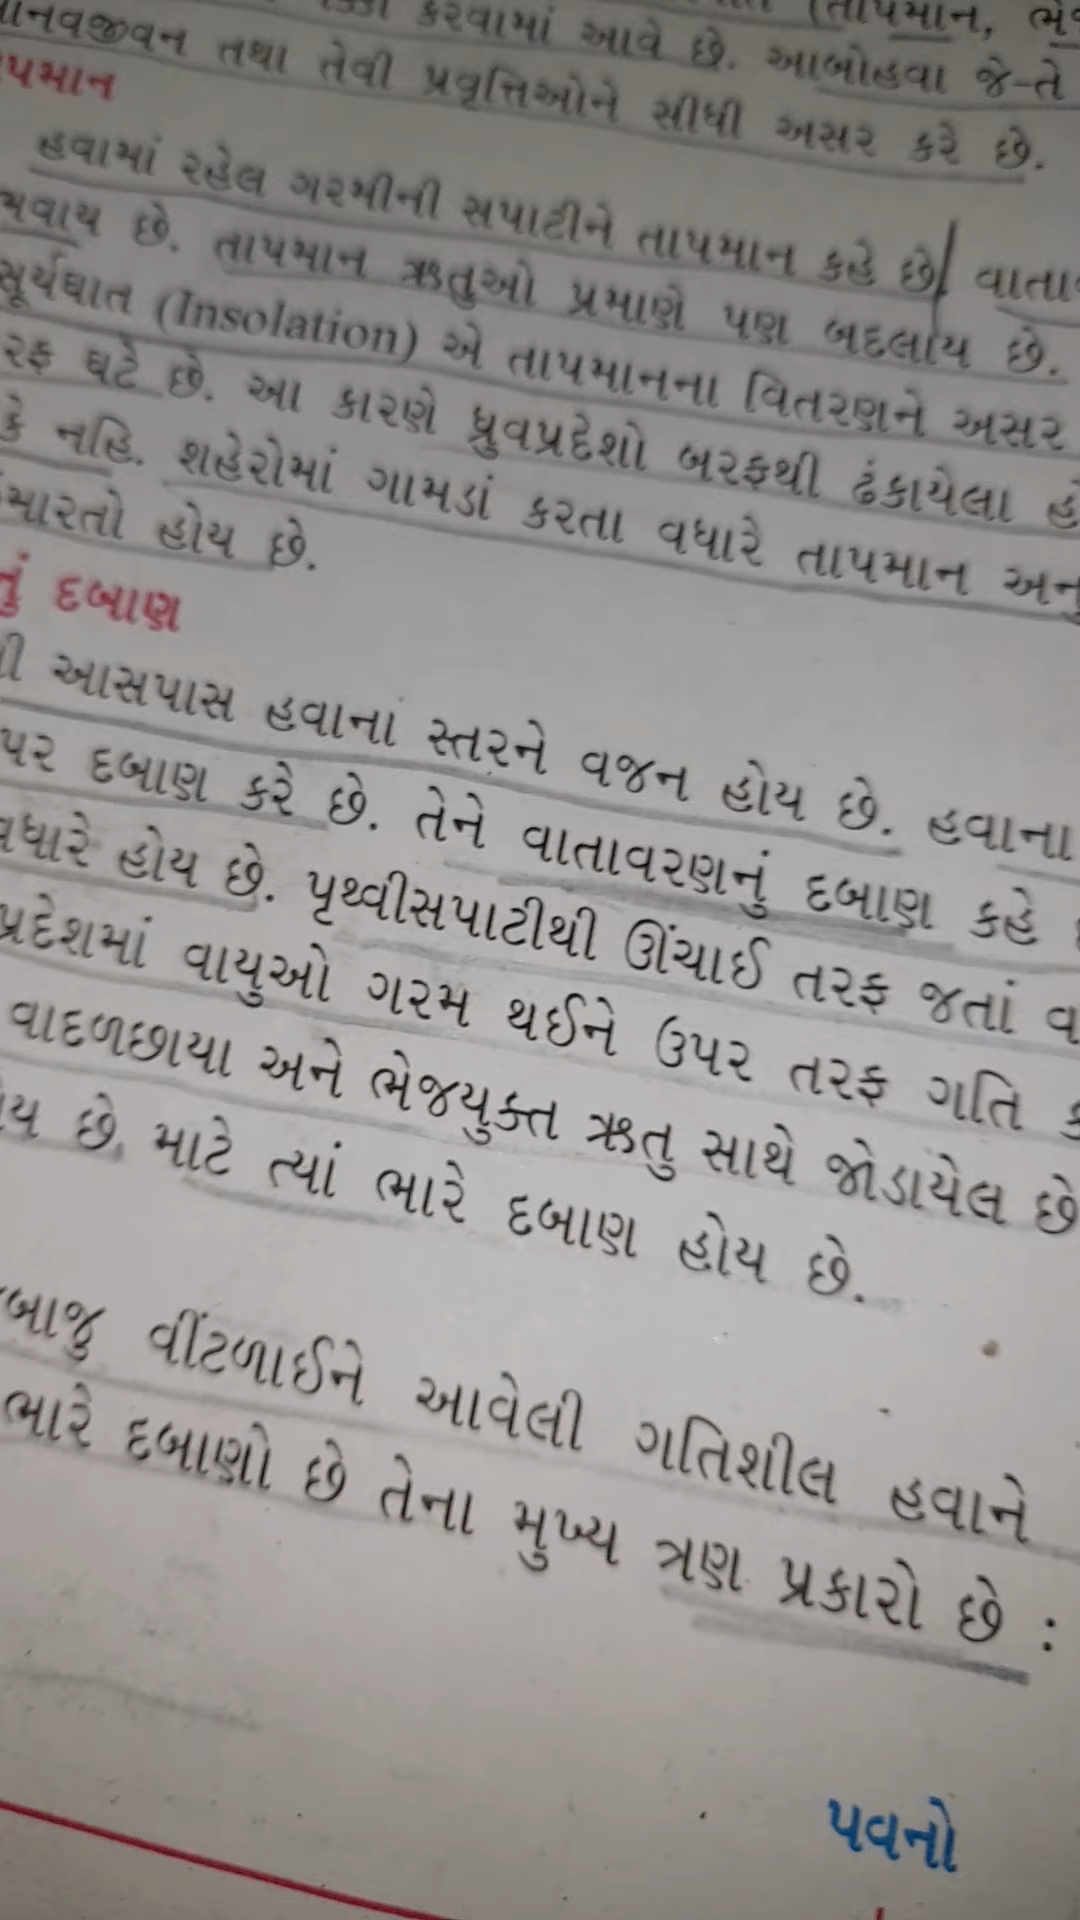 કરવામાં આવે છે. આબોહવા જે-તે
માનવજીવન તથા તેવી પ્રવૃત્તિઓને સીધી અસર કરે છે.
પમાન
હવામાં રહેલ ગરમીની સપાટીને તાપમાન કહે છે વાતા
છે. તાપમાન ઋતુઓ પ્રમાણે પણ બદલાય છે.
સૂર્યઘાત (Insolation) એ તાપમાનના વિતરણને અસર
રફ ઘટે છે. આ કારણે ધ્રુવપ્રદેશો બરફથી ઢંકાયેલા
કે નહિ. શહેરોમાં ગામડાં કરતા વધારે તાપમાન અનુ
મારતો હોય છે.
નું દબાણ
ની આસપાસ હવાનાં સ્તરને વજન હોય છે. હવાના
પર દબાણ કરે છે. તેને વાતાવરણનું દબાણ કહે
વધારે હોય છે. પૃથ્વીસપાટીથી ઊંચાઈ તરફ જતાં વ
પ્રદેશમાં વાયુઓ ગરમ થઈને ઉપર તરફ ગતિ ક
વાદળછાયા અને ભેજયુક્ત ઋતુ સાથે જોડાયેલ છે
ય છે. માટે ત્યાં ભારે દબાણ હોય છે.
બાજુ વીંટળાઈને આવેલી ગતિશીલ હવાને
ભારે દબાણો છે તેના મુખ્ય ત્રણ પ્રકારો છે :
પવનો